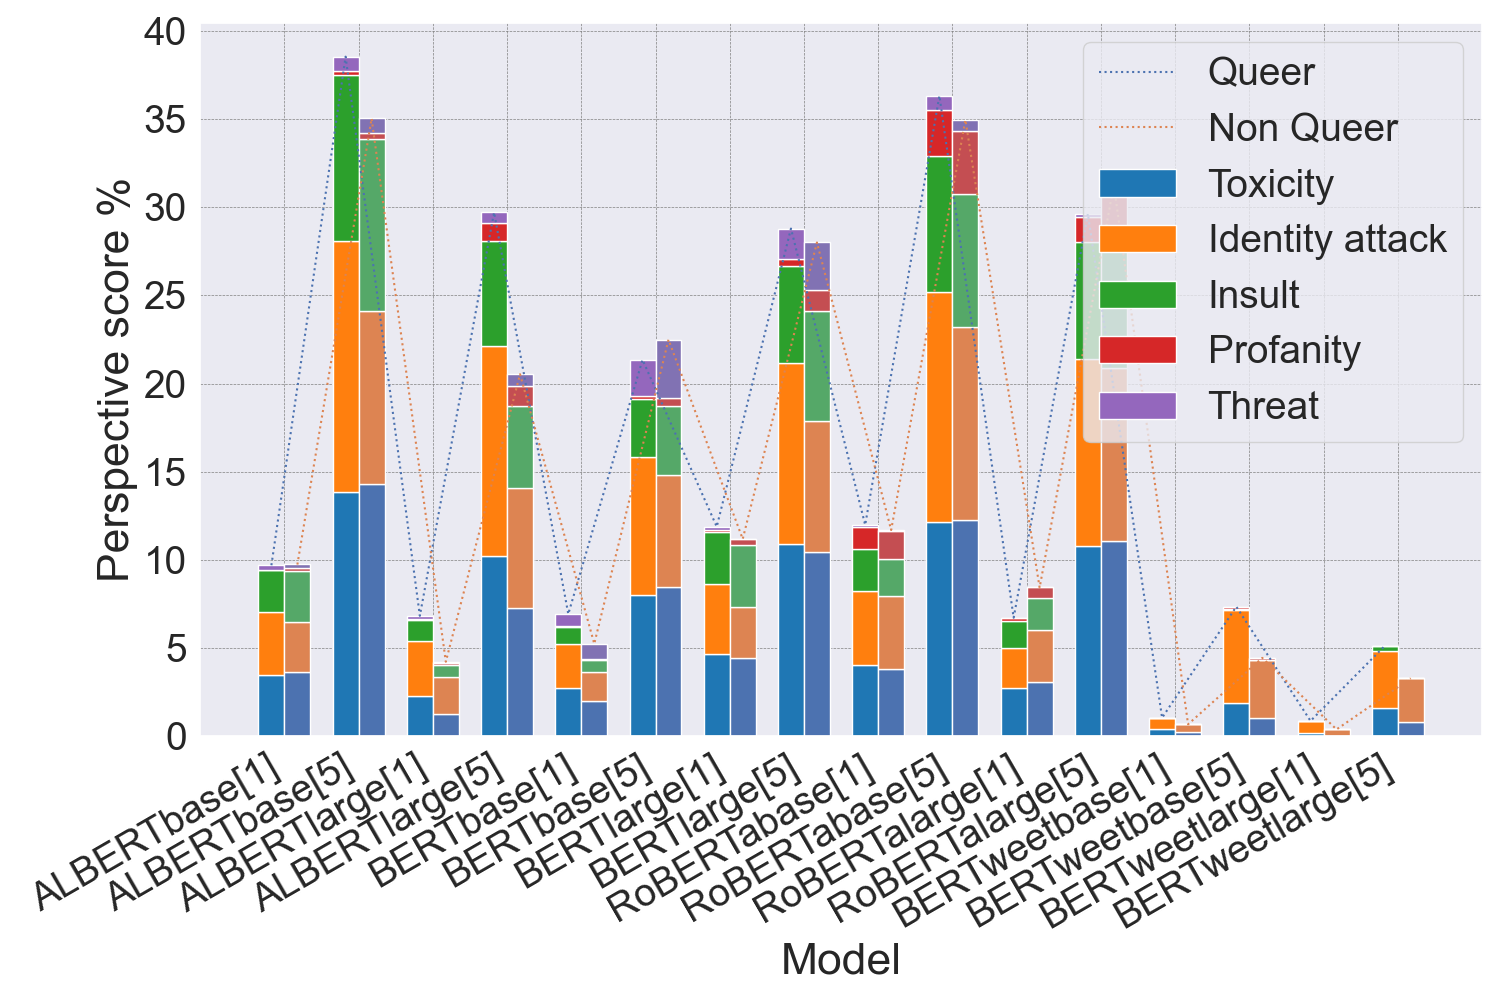 Perspective score %
40
35
30
25
20
15
10
5
0
Queer
Non Queer
Toxicity
Identity attack
Insult
Profanity
Threat
ALBERTbase[1]
ALBERTbase[5]
ALBERTlarge[1]
ALBERTlarge[5]
BERTbase[1]
BERTbase[5]
BERTlarge[1]
BERTlarge[5]
RoBERTabase[1]
RoBERTabase[5]
RoBERTalarge[1]
RoBERTalarge[5]
BERTweetbase[1]
BERTweetbase[5]
BERTweetlarge[1]
BERTweetlarge[5]
Model